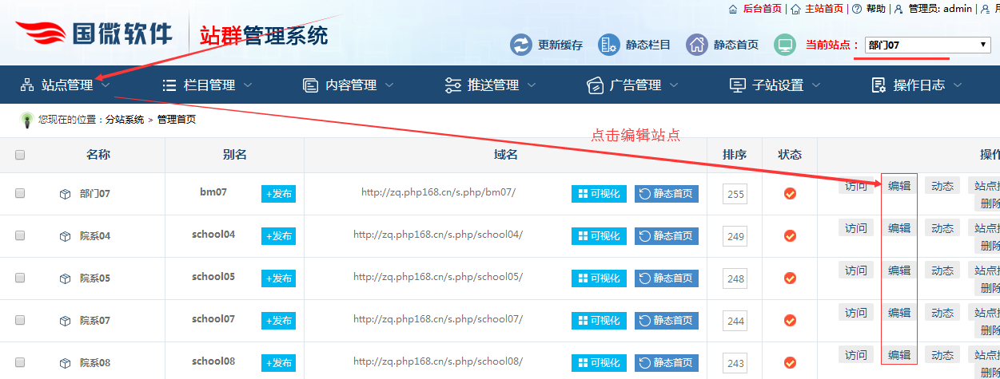 后台首页 | 主站首页 | 帮助 | 管理员: admin |
国微软件 站群管理系统
更新缓存 静态栏目 静态首页 当前站点： 部门07
站点管理 栏目管理 内容管理 推送管理 广告管理 子站设置 操作日志
您现在的位置：分站系统 > 管理首页
点击编辑站点
名称 别名 域名 排序 状态 操作
部门07 bm07 +发布 http://zq.php168.cn/s.php/bm07/ 可视化 静态首页 255 访问 编辑 动态 站点
删除
院系04 school04 +发布 http://zq.php168.cn/s.php/school04/ 可视化 静态首页 249 访问 编辑 动态 站点
删除
院系05 school05 +发布 http://zq.php168.cn/s.php/school05/ 可视化 静态首页 248 访问 编辑 动态 站点
删除
院系07 school07 +发布 http://zq.php168.cn/s.php/school07/ 可视化 静态首页 244 访问 编辑 动态 站点
删除
院系08 school08 +发布 http://zq.php168.cn/s.php/school08/ 可视化 静态首页 243 访问 编辑 动态 站点
删除